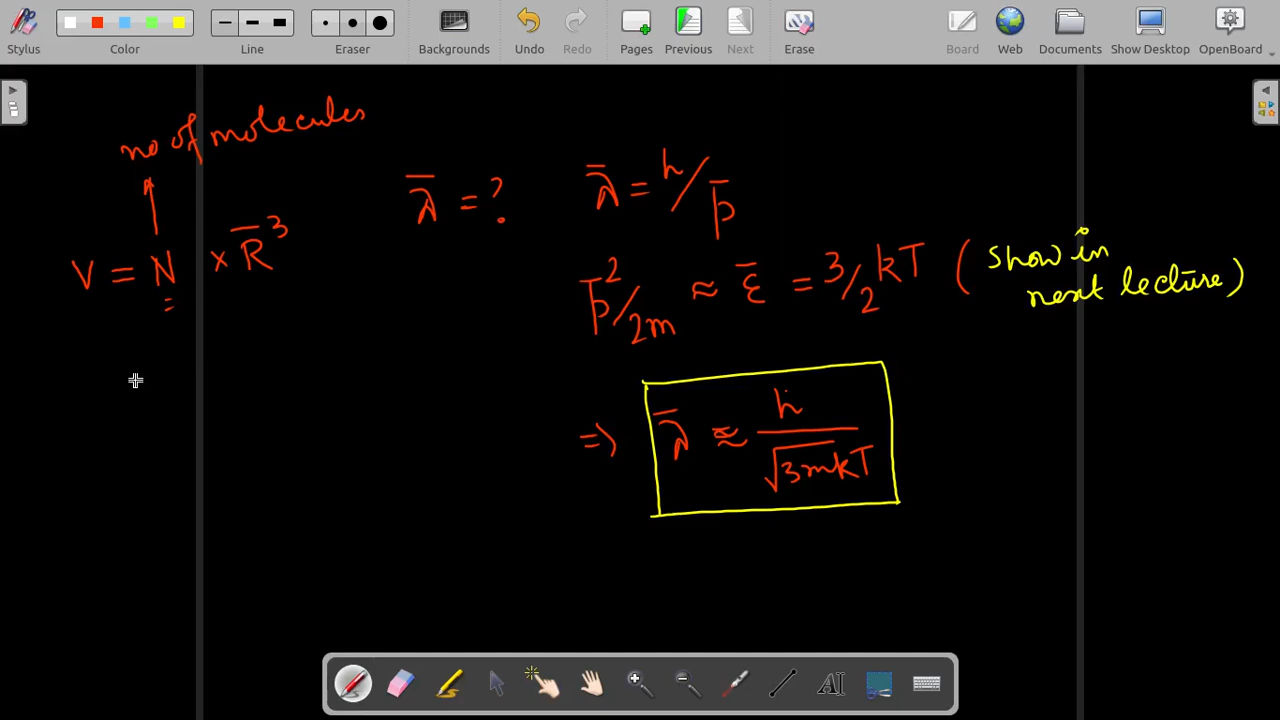 Stylus
Color
Line
Eraser
Backgrounds
Undo
Redo
Pages
Previous
Next
Erase
Board
Web
Documents
Show Desktop
OpenBoard
no of molecules
V = N × R̅³
λ̅ = ?
λ̅ = h/p̅
p̅²/2m ≈ ε̅ = 3/2 kT (show in
next lecture)
⇒ λ̅ ≈ h/√3mkT